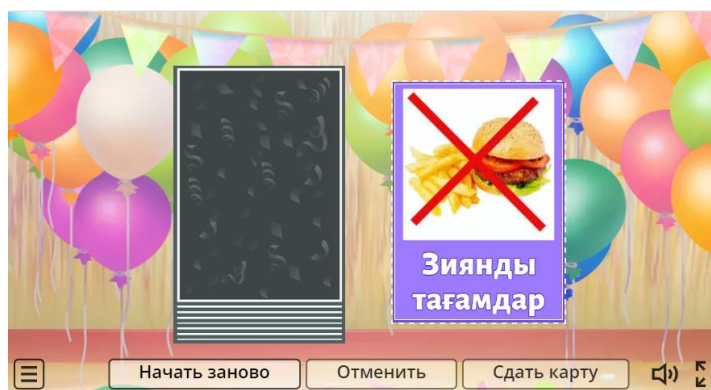 Зиянды
тағамдар
Начать заново
Отменить
Сдать карту